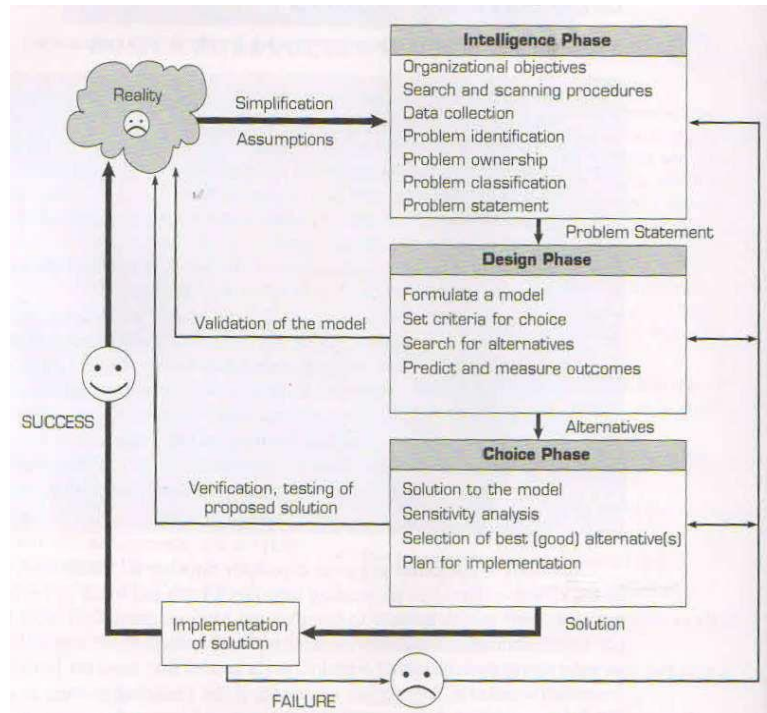 Intelligence Phase
Organizational objectives
Search and scanning procedures
Data collection
Problem identification
Problem ownership
Problem classification
Problem statement
Reality
Simplification
Assumptions
Problem Statement
Design Phase
Formulate a model
Set criteria for choice
Search for alternatives
Predict and measure outcomes
Validation of the model
SUCCESS
Alternatives
Choice Phase
Solution to the model
Sensitivity analysis
Selection of best (good) alternative(s)
Plan for implementation
Verification, testing of
proposed solution
Solution
Implementation
of solution
FAILURE